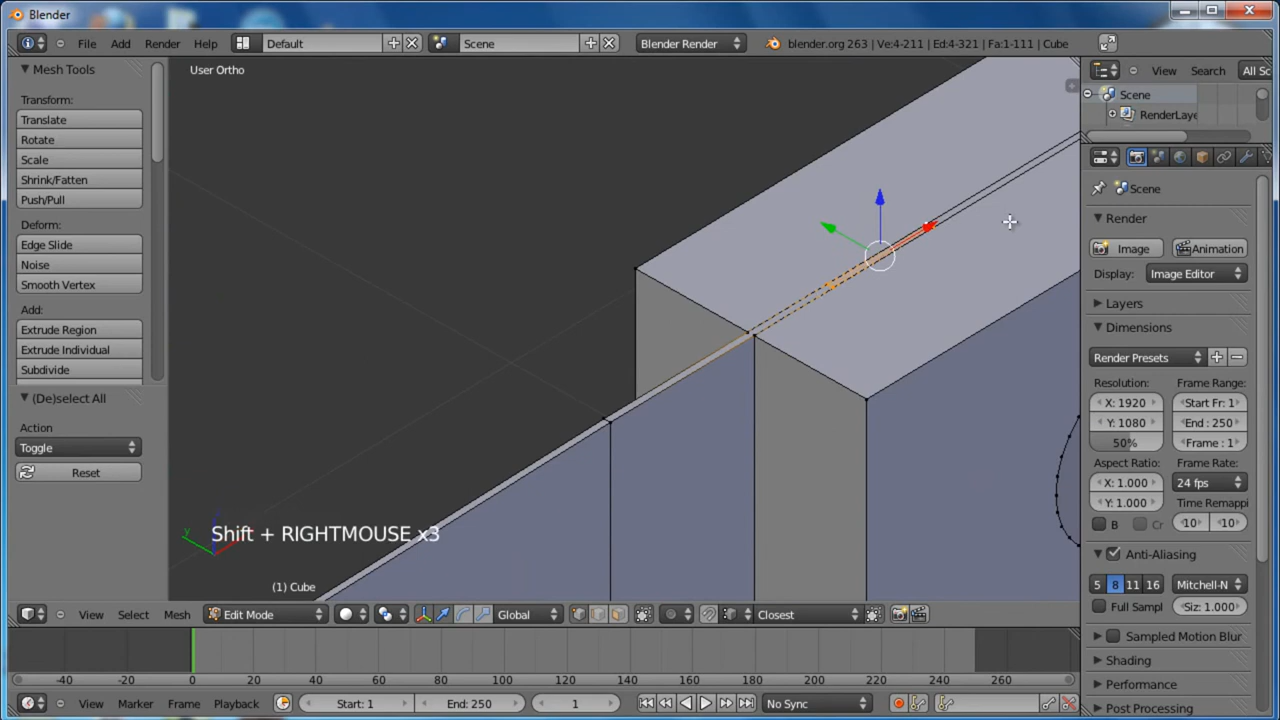 Blender
File Add Render Help Default Scene Blender Render blender.org 263 | Ve:4-211 | Ed:4-321 | Fa:1-111 | Cube
Mesh Tools
Transform:
Translate
Rotate
Scale
Shrink/Fatten
Push/Pull
Deform:
Edge Slide
Noise
Smooth Vertex
Add:
Extrude Region
Extrude Individual
Subdivide
(De)select All
Action
Toggle
Reset
User Ortho
y
Shift + RIGHTMOUSE x3
(1) Cube
View Select Mesh Edit Mode Global Closest
View Search All Sc
Scene
RenderLaye
Scene
Render
Image Animation
Display: Image Editor
Layers
Dimensions
Render Presets
Resolution: Frame Range:
X: 1920 Start Fr: 1
Y: 1080 End : 250
50% Frame : 1
Aspect Ratio: Frame Rate:
X: 1.000 24 fps
Y: 1.000 Time Remappi
B Cr 10 10
Anti-Aliasing
5 8 11 16 Mitchell-N
Full Sampl Siz: 1.000
Sampled Motion Blur
Shading
Performance
Post Processing
-40 -20 0 20 40 60 80 100 120 140 160 180 200 220 240 260
View Marker Frame Playback Start: 1 End: 250 1 No Sync